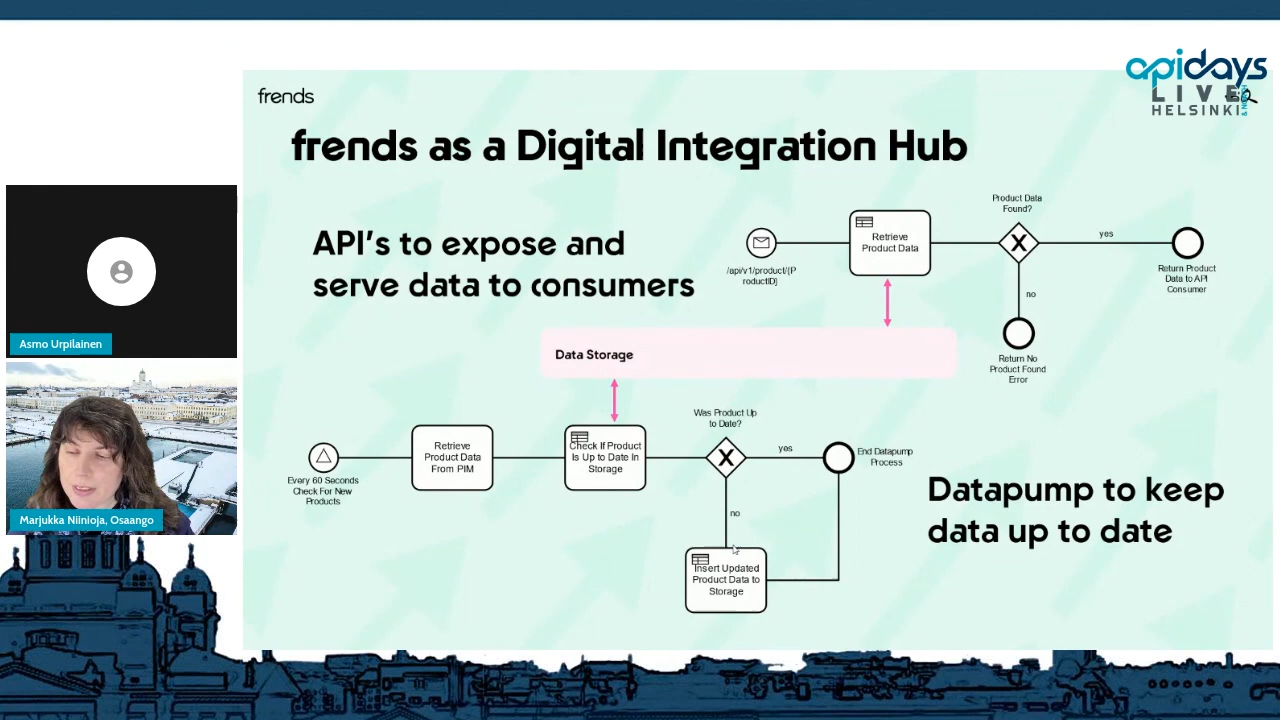 apidays
LIVE
HELSINKI
frends
frends as a Digital Integration Hub
API's to expose and
serve data to consumers
Product Data
Found?
Retrieve
Product Data
yes
/api/v1/product/{P
roductID}
Return Product
Data to API
Consumer
no
Return No
Product Found
Error
Data Storage
Was Product Up
to Date?
Retrieve
Product Data
From PIM
Check If Product
Is Up to Date In
Storage
yes
End Datapump
Process
Every 60 Seconds
Check For New
Products
no
Datapump to keep
data up to date
Insert Updated
Product Data to
Storage
Asmo Urpilainen
Marjukka Niinioja, Osaango